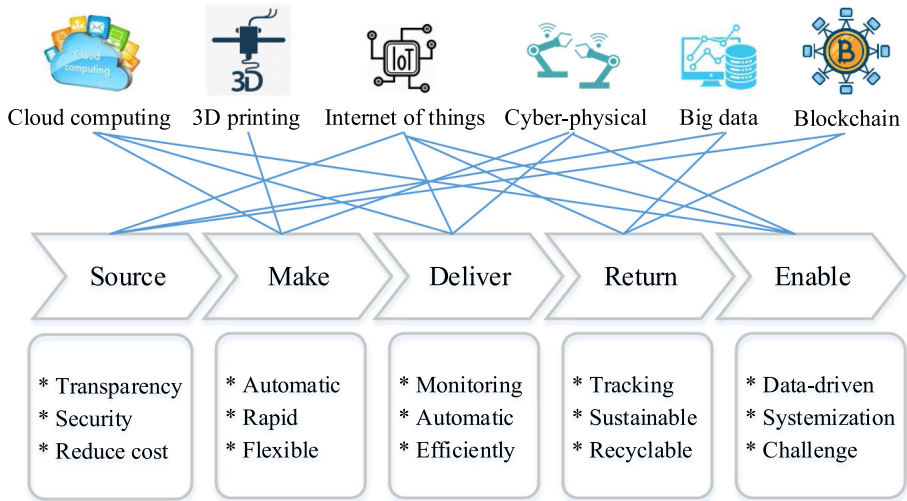 Cloud
computing
3D
IoT
Cloud computing
3D printing
Internet of things
Cyber-physical
Big data
Blockchain
Source
Make
Deliver
Return
Enable
* Transparency
* Security
* Reduce cost
* Automatic
* Rapid
* Flexible
* Monitoring
* Automatic
* Efficiently
* Tracking
* Sustainable
* Recyclable
* Data-driven
* Systemization
* Challenge